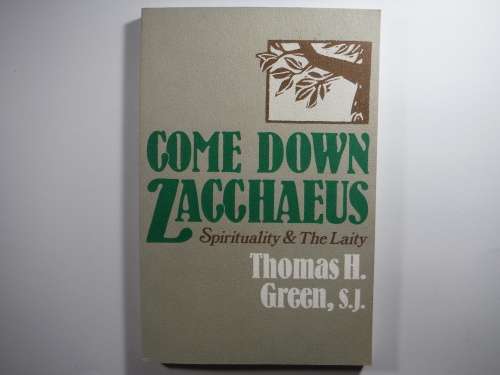 COME DOWN
ZACCHAEUS
Spirituality & The Laity
Thomas H.
Green, S.J.